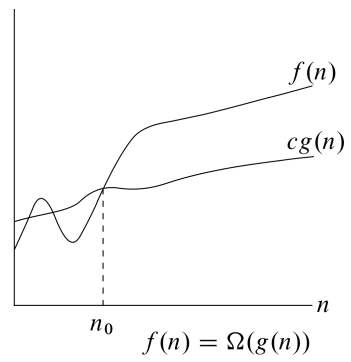 f(n)
cg(n)
n
n₀
f(n) = Ω(g(n))